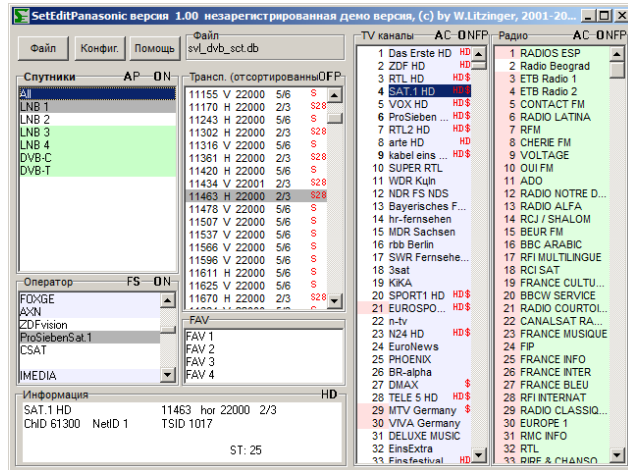 SetEditPanasonic версия 1.00 незарегистрированная демо версия, (c) by W.Litzinger, 2001-20...
Файл
Конфиг.
Помощь
Файл
svl_dvb_sct.db
Спутники AP ON
All
LNB 1
LNB 2
LNB 3
LNB 4
DVB-C
DVB-T
Трансп. (отсортированны OFP
11155 V 22000 5/6 S
11170 H 22000 2/3 S28
11243 H 22000 5/6 S
11302 H 22000 2/3 S28
11316 V 22000 5/6 S
11361 H 22000 2/3 S28
11420 H 22000 5/6 S
11434 V 22001 2/3 S28
11463 H 22000 2/3 S28
11478 V 22000 5/6 S
11507 V 22000 5/6 S
11537 V 22000 5/6 S
11566 V 22000 5/6 S
11596 V 22000 5/6 S
11611 H 22000 5/6 S
11625 V 22000 5/6 S
11670 H 22000 2/3 S28
Оператор FS ON
FOXGE
AXN
ZDFvision
ProSiebenSat.1
CSAT
IMEDIA
FAV
FAV 1
FAV 2
FAV 3
FAV 4
Информация HD
SAT.1 HD 11463 hor 22000 2/3
ChID 61300 NetID 1 TSID 1017
ST: 25
TV каналы AC ONFP
1 Das Erste HD HD
2 ZDF HD HD
3 RTL HD HD$
4 SAT.1 HD HD$
5 VOX HD HD$
6 ProSieben ... HD$
7 RTL2 HD HD$
8 arte HD HD
9 kabel eins ... HD$
10 SUPER RTL
11 WDR Kцln
12 NDR FS NDS
13 Bayerisches F...
14 hr-fernsehen
15 MDR Sachsen
16 rbb Berlin
17 SWR Fernsehe...
18 3sat
19 KiKA
20 SPORT1 HD HD$
21 EUROSPO... HD$
22 n-tv
23 N24 HD HD$
24 EuroNews
25 PHOENIX
26 BR-alpha
27 DMAX $
28 TELE 5 HD HD$
29 MTV Germany $
30 VIVA Germany
31 DELUXE MUSIC
32 EinsExtra
33 Einsfestival HD
Радио AC ONFP
1 RADIOS ESP
2 Radio Beograd
3 ETB Radio 1
4 ETB Radio 2
5 CONTACT FM
6 RADIO LATINA
7 RFM
8 CHERIE FM
9 VOLTAGE
10 OUI FM
11 ADO
12 RADIO NOTRE D...
13 RADIO ALFA
14 RCJ / SHALOM
15 BEUR FM
16 BBC ARABIC
17 RFI MULTILINGUE
18 RCI SAT
19 FRANCE CULTU...
20 BBCW SERVICE
21 RADIO COURTOI...
22 CANALSAT RA...
23 FRANCE MUSIQUE
24 FIP
25 FRANCE INFO
26 FRANCE INTER
27 FRANCE BLEU
28 RFI INTERNAT
29 RADIO CLASSIQ...
30 EUROPE 1
31 RMC INFO
32 RTL
33 RIRE & CHANSO...